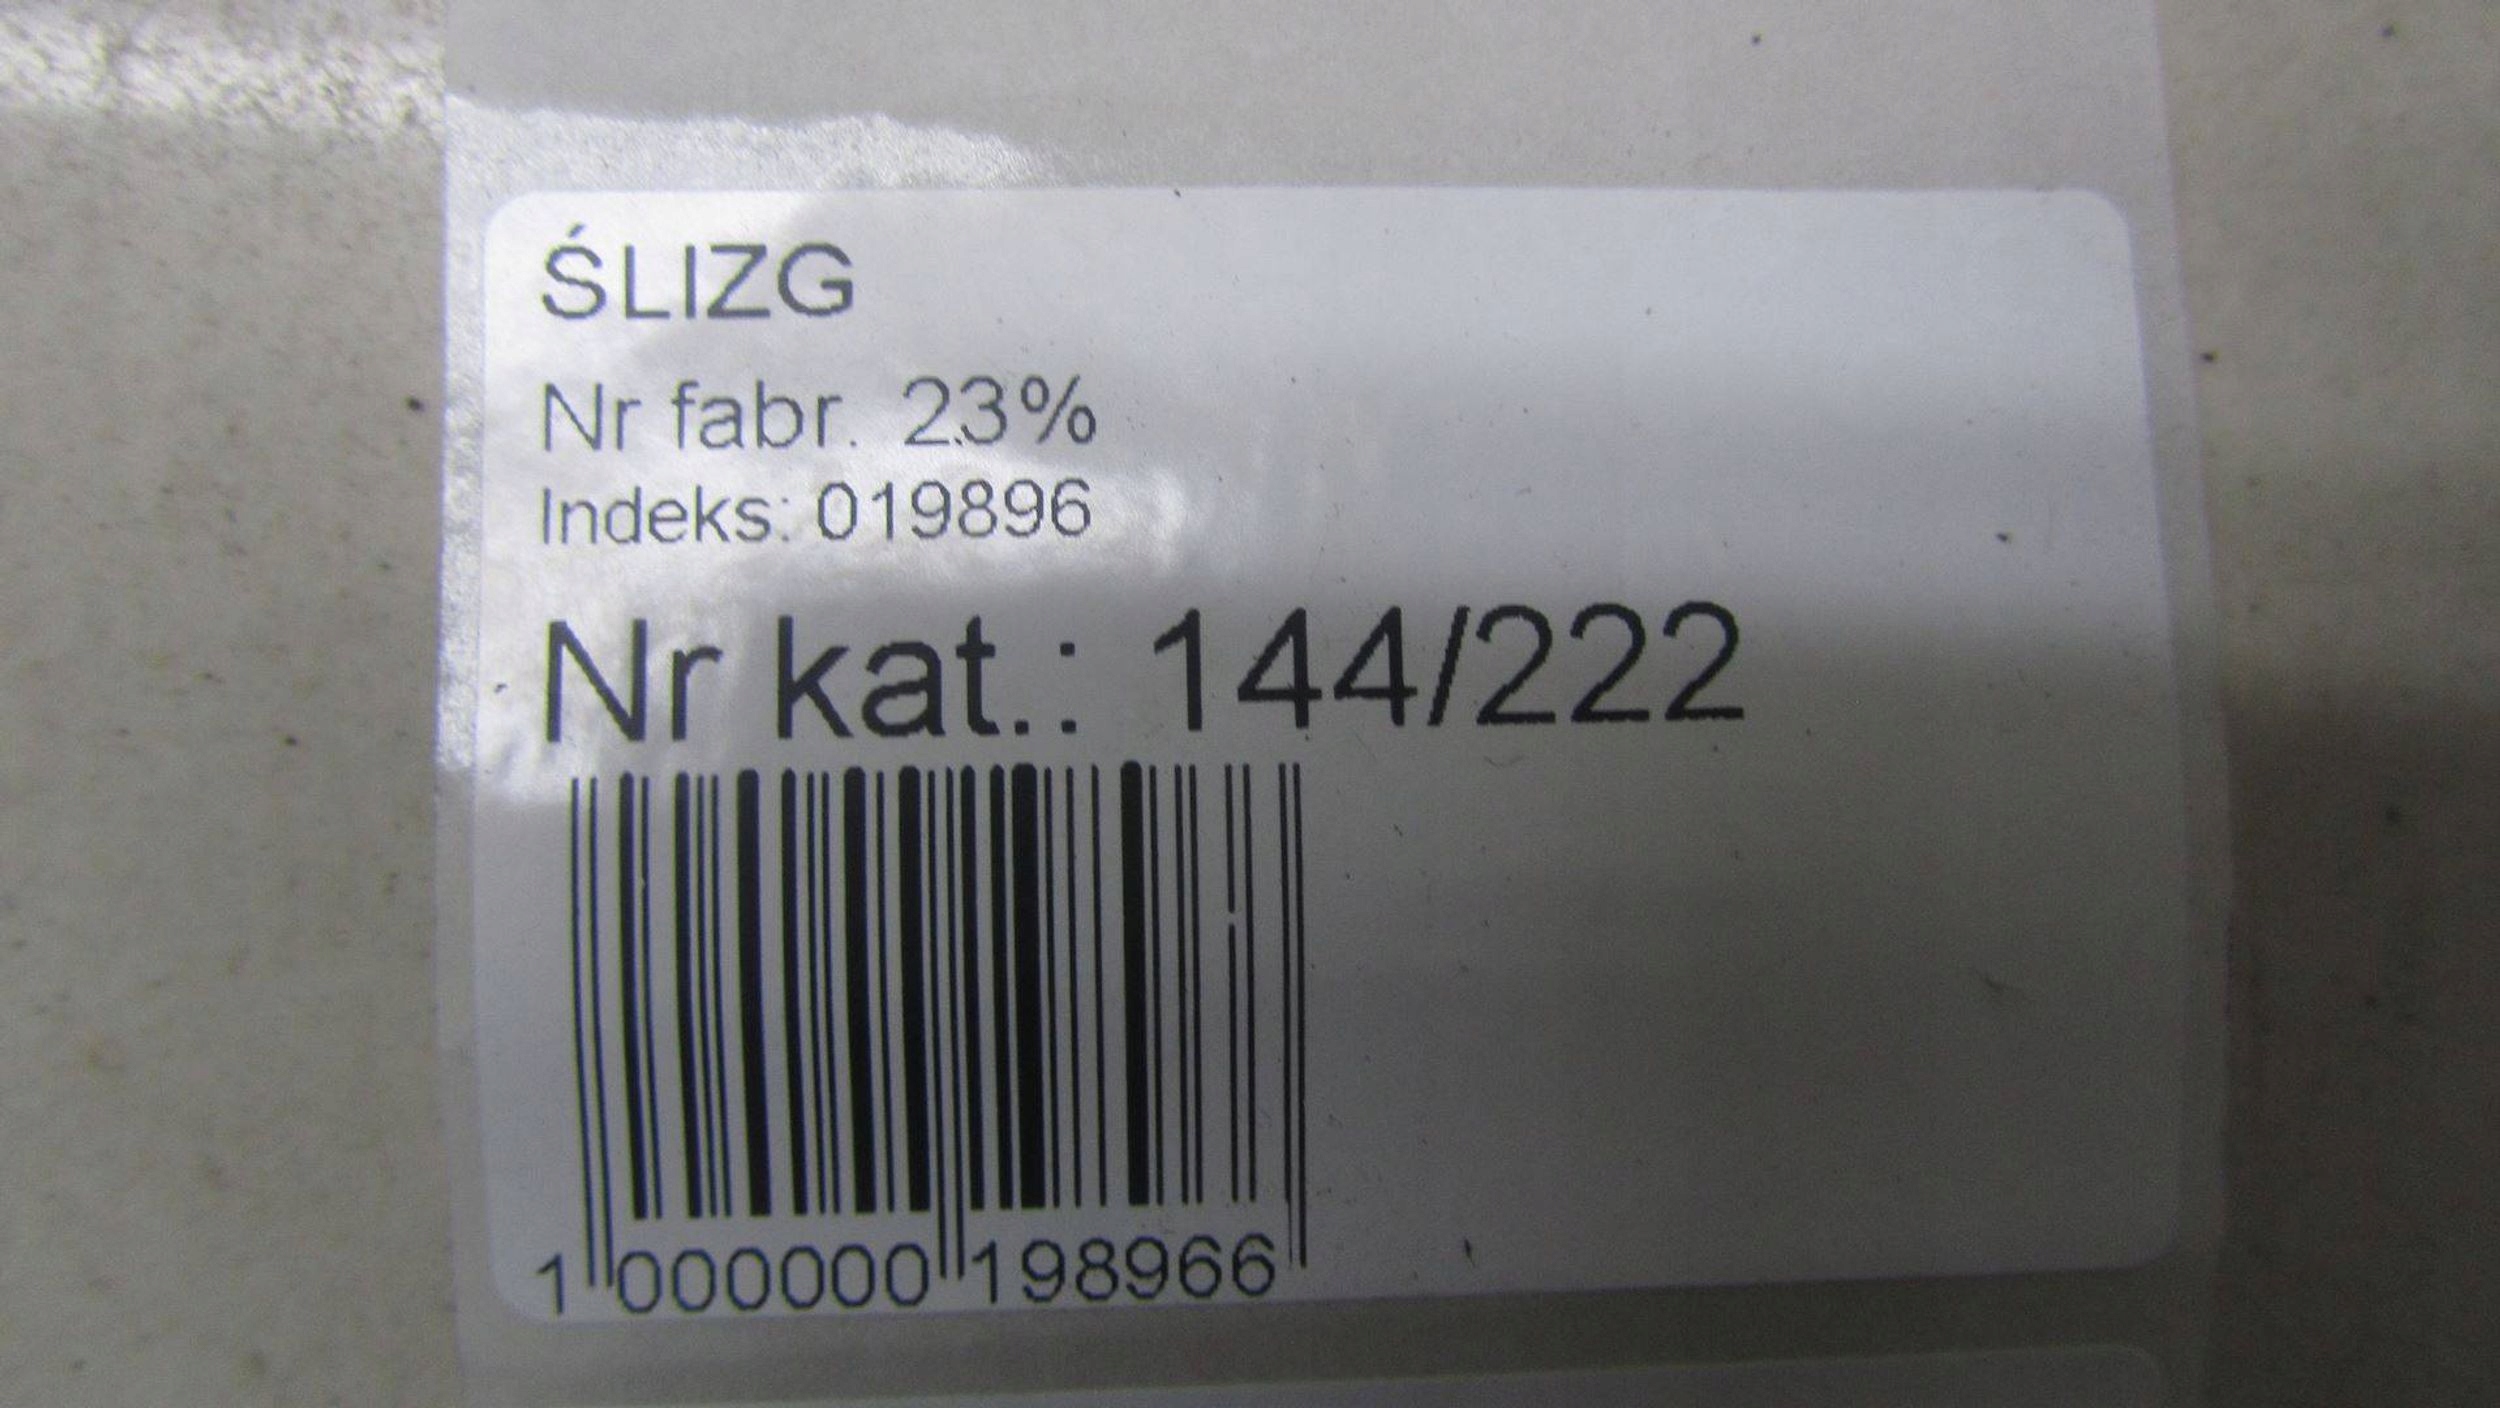 ŚLIZG
Nr fabr. 23%
Indeks: 019896
Nr kat.: 144/222
1 000000 198966